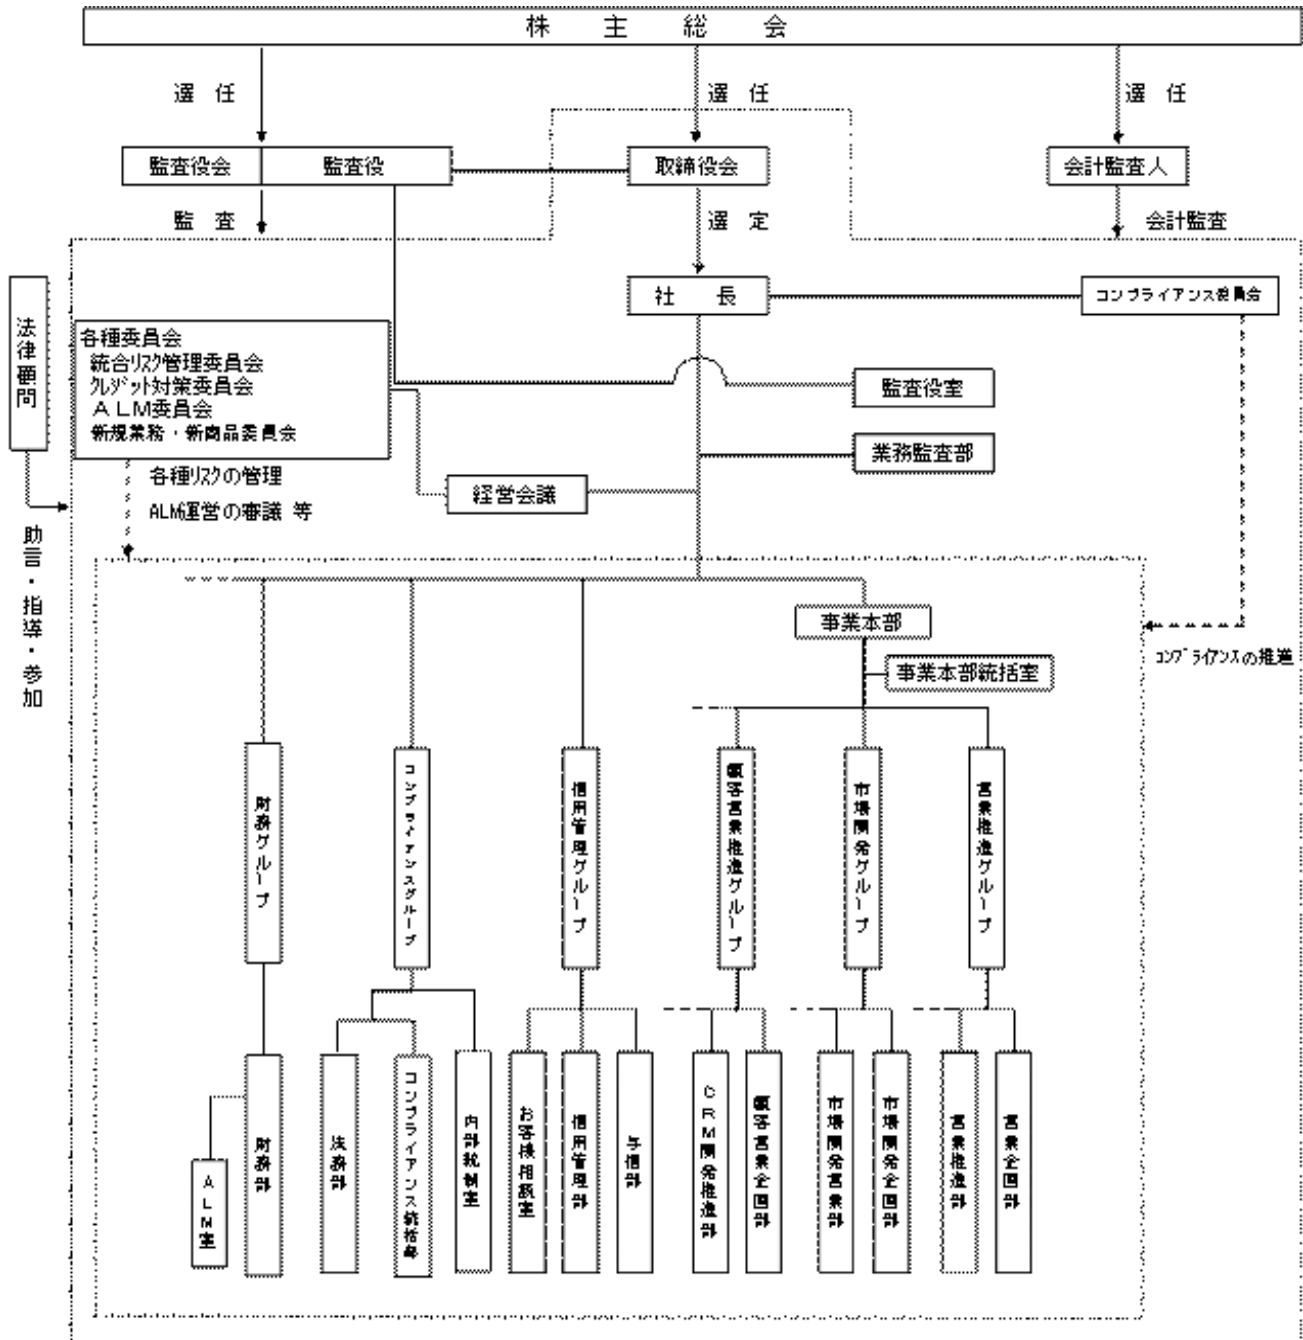 株主総会
選任
選任
選任
監査役会
監査役
取締役会
会計監査人
監査
選定
会計監査
社長
コンプライアンス委員会
法律顧問
助言・指導・参加
各種委員会
統合リスク管理委員会
クレジット対策委員会
ALM委員会
新規業務・新商品委員会
監査役室
業務監査部
経営会議
各種リスクの管理
ALM運営の審議 等
コンプライアンスの推進
事業本部
事業本部統括室
財務グループ
コンプライアンスグループ
信用管理グループ
顧客営業推進グループ
市場開発グループ
営業推進グループ
ALM室
財務部
法務部
コンプライアンス統括部
内部統制室
お客様相談室
信用管理部
与信部
CRM開発推進部
顧客営業企画部
市場開発営業部
市場開発企画部
営業推進部
営業企画部